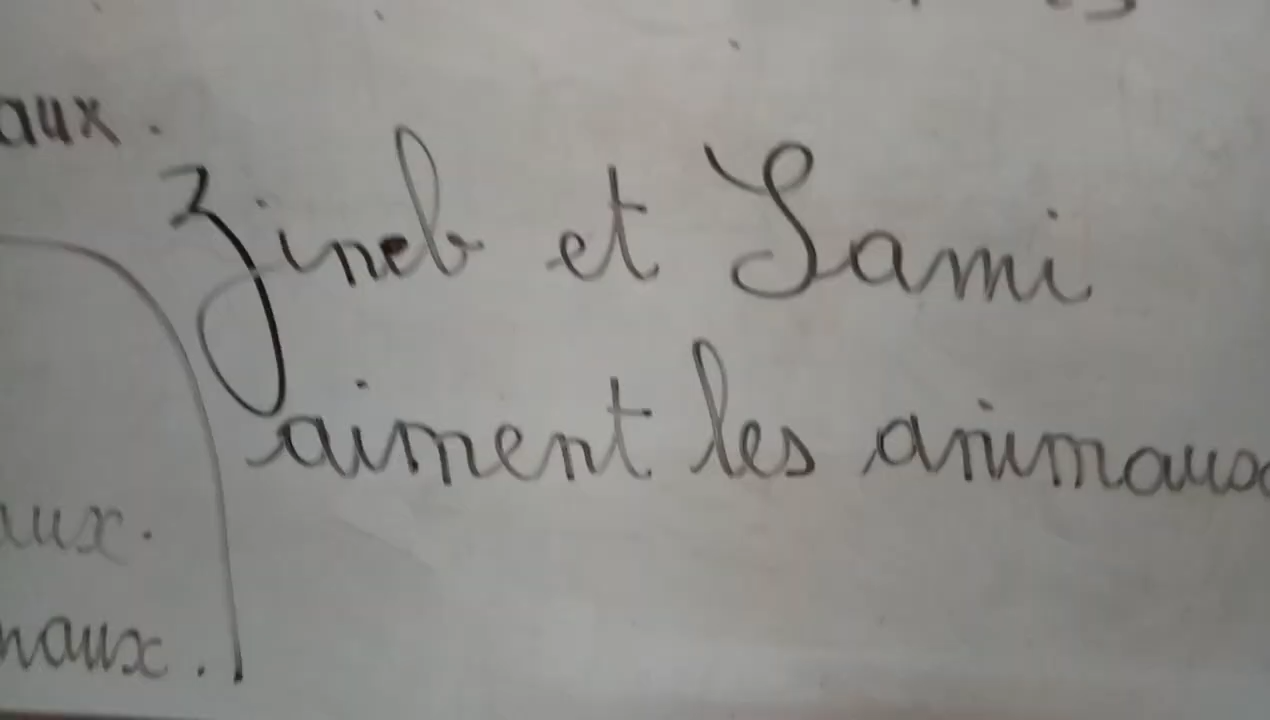 aux.
Zineb et Sami
aiment les animaux
aux.
naux.